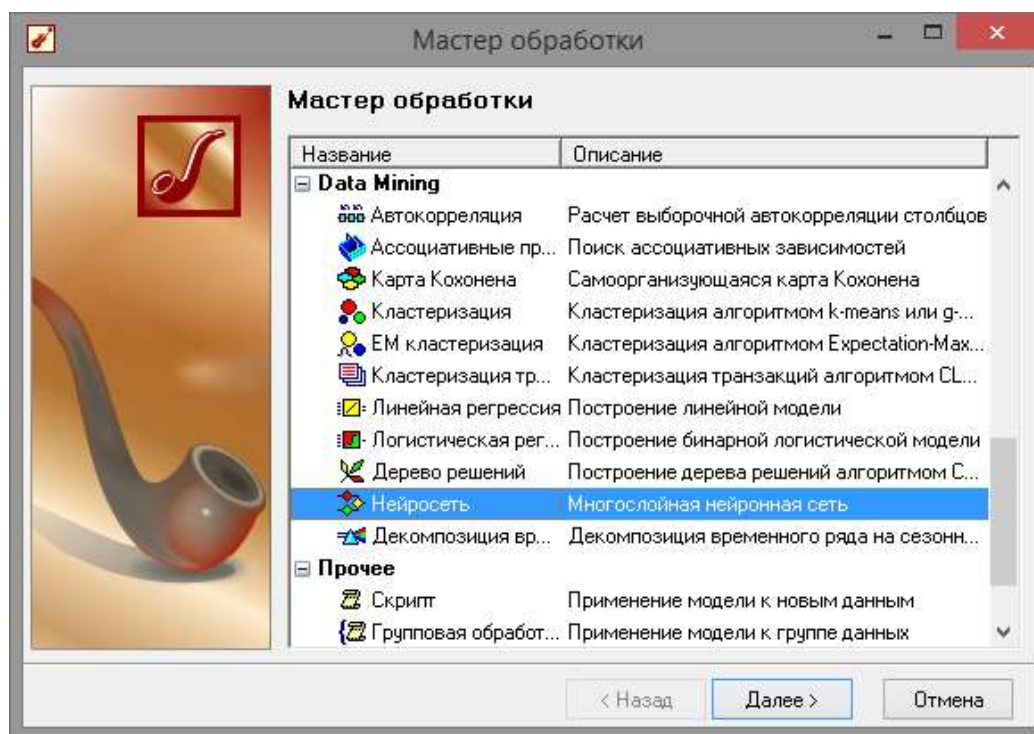 Мастер обработки
Мастер обработки
Название Описание
Data Mining
Автокорреляция Расчет выборочной автокорреляции столбцов
Ассоциативные пр... Поиск ассоциативных зависимостей
Карта Кохонена Самоорганизующаяся карта Кохонена
Кластеризация Кластеризация алгоритмом k-means или g-...
EM кластеризация Кластеризация алгоритмом Expectation-Max...
Кластеризация тр... Кластеризация транзакций алгоритмом CL...
Линейная регрессия Построение линейной модели
Логистическая рег... Построение бинарной логистической модели
Дерево решений Построение дерева решений алгоритмом C...
Нейросеть Многослойная нейронная сеть
Декомпозиция вр... Декомпозиция временного ряда на сезонн...
Прочее
Скрипт Применение модели к новым данным
Групповая обработ... Применение модели к группе данных
< Назад Далее > Отмена